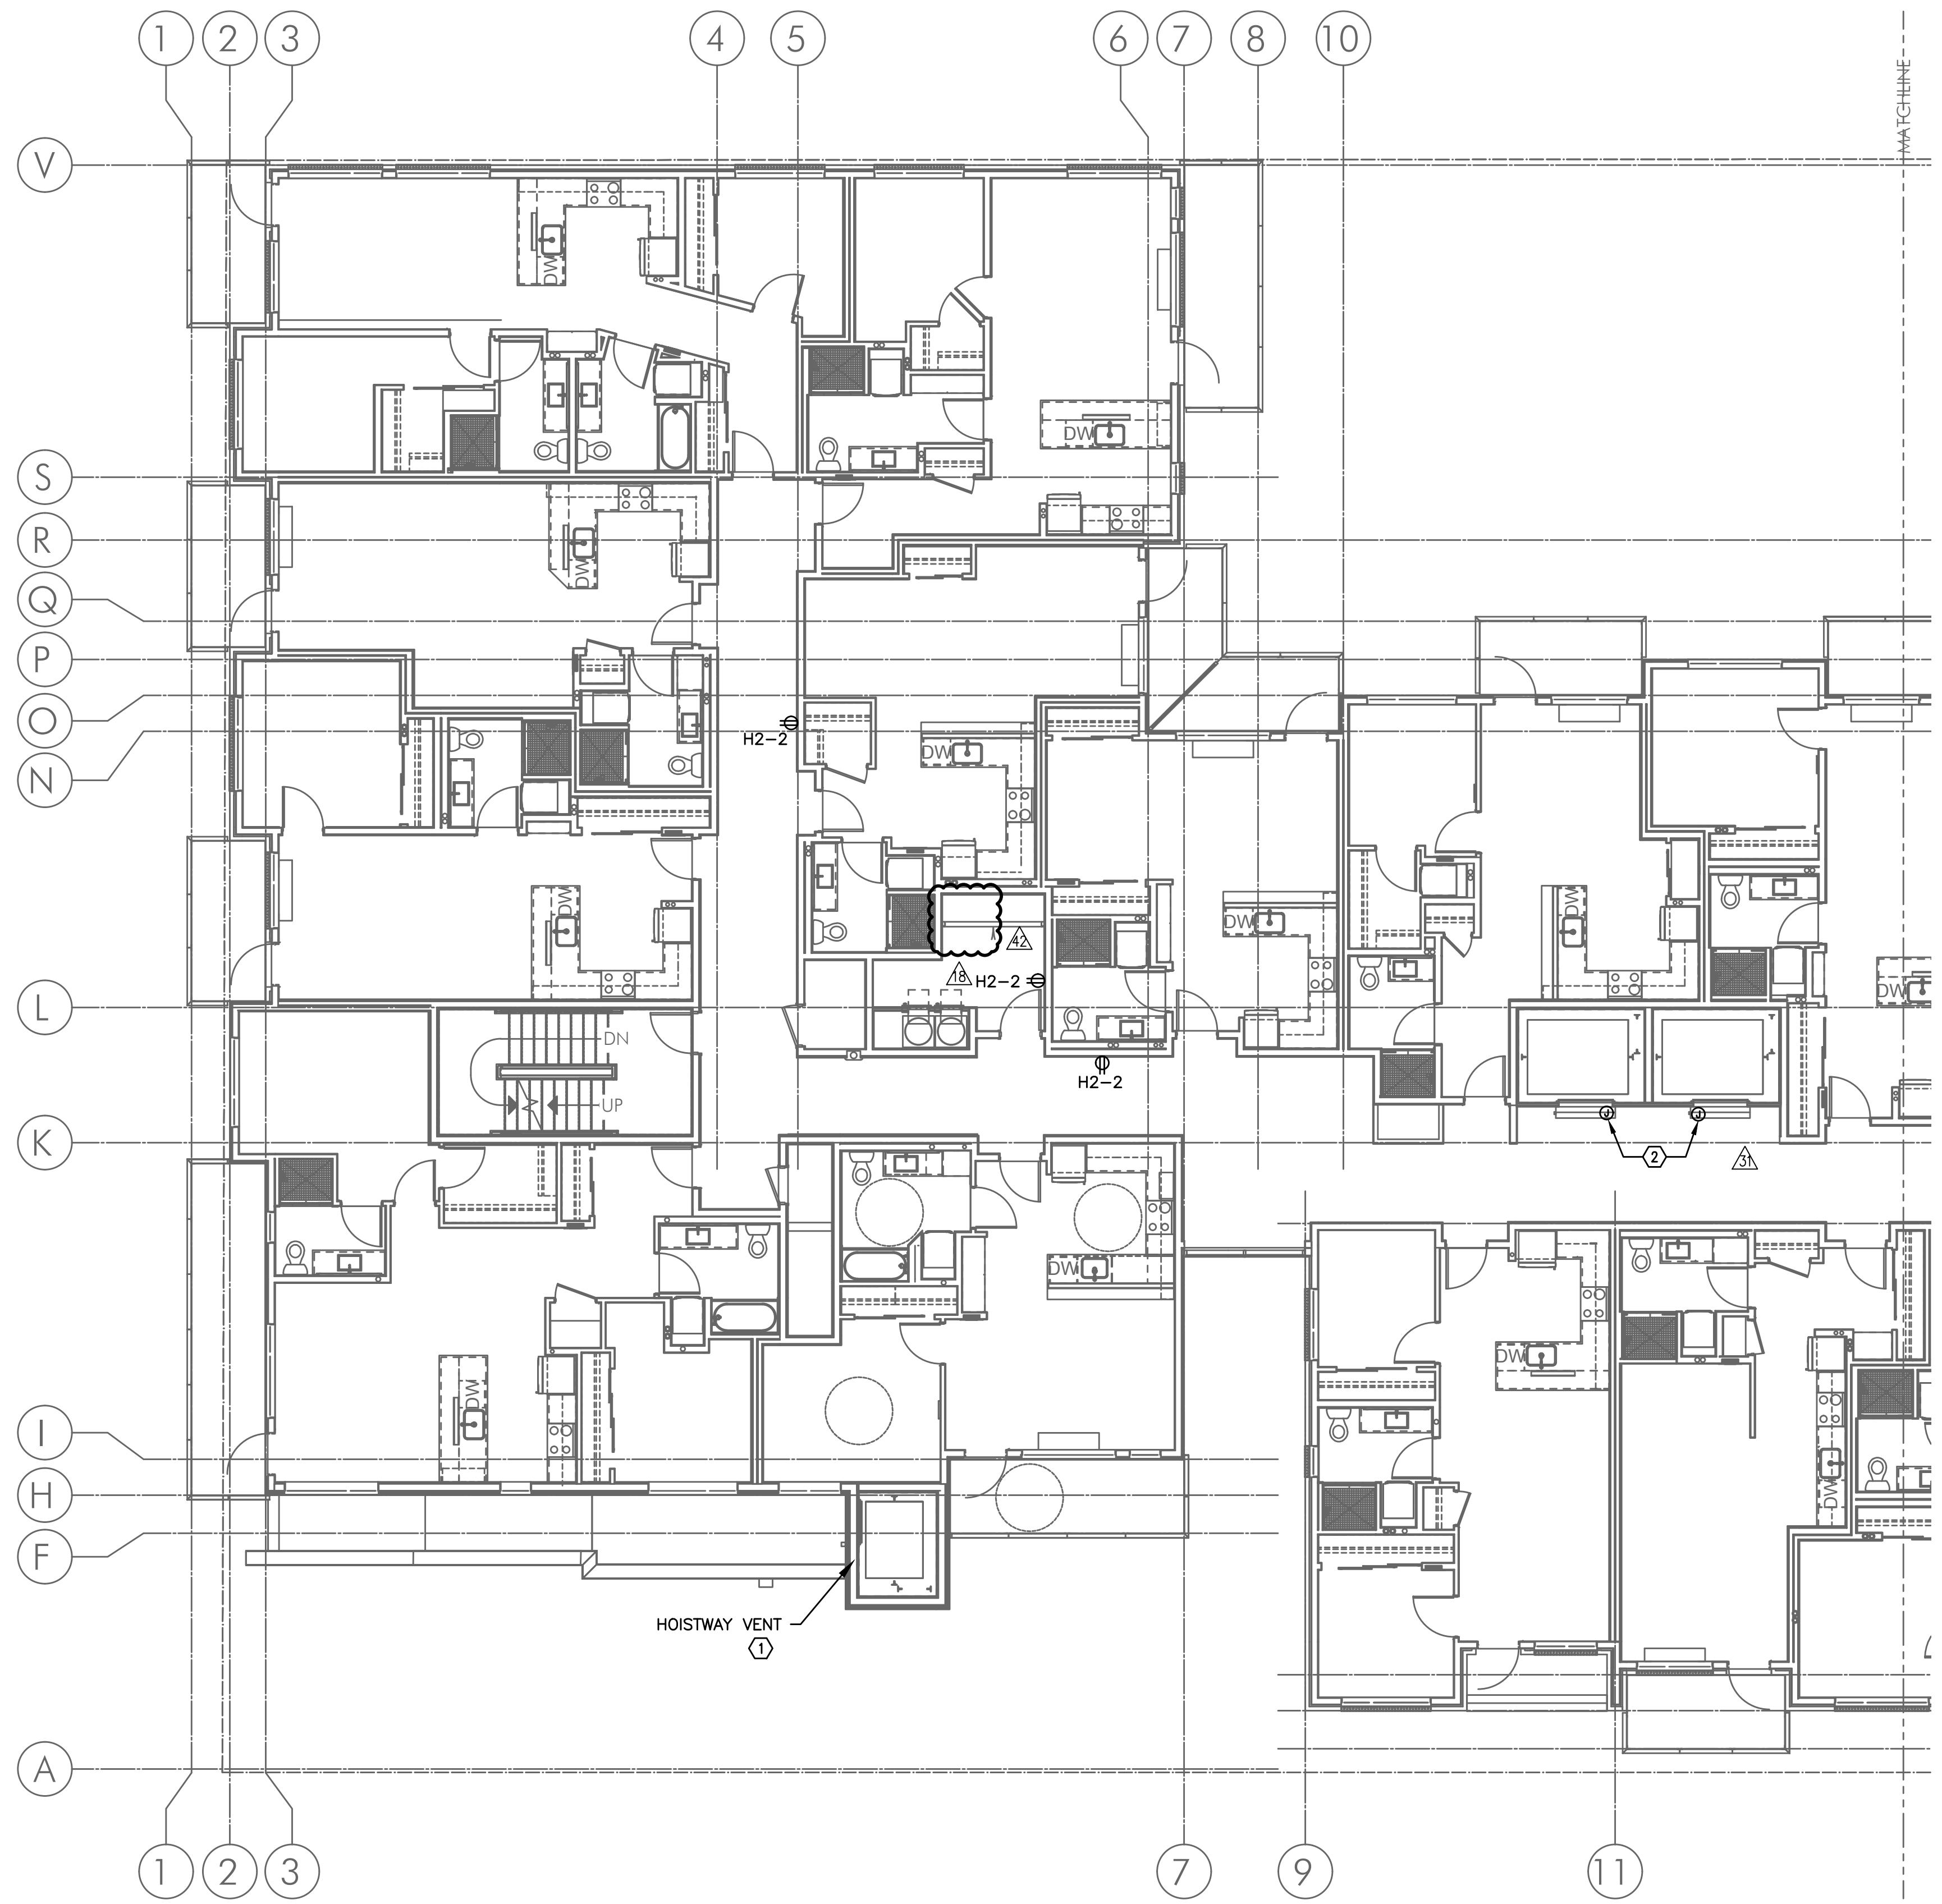 1 2 3 4 5 6 7 8 10
MATCHLINE
V
DW
DW
S
R
DW
Q
P
O
H2-2
N
DW
DW
DW
DW
42
18 H2-2
L
DW
DN
H2-2
UP
J J
K
2 31
DW
DW
DW
I
H
DW
F
HOISTWAY VENT
1
A
1 2 3 7 9 11